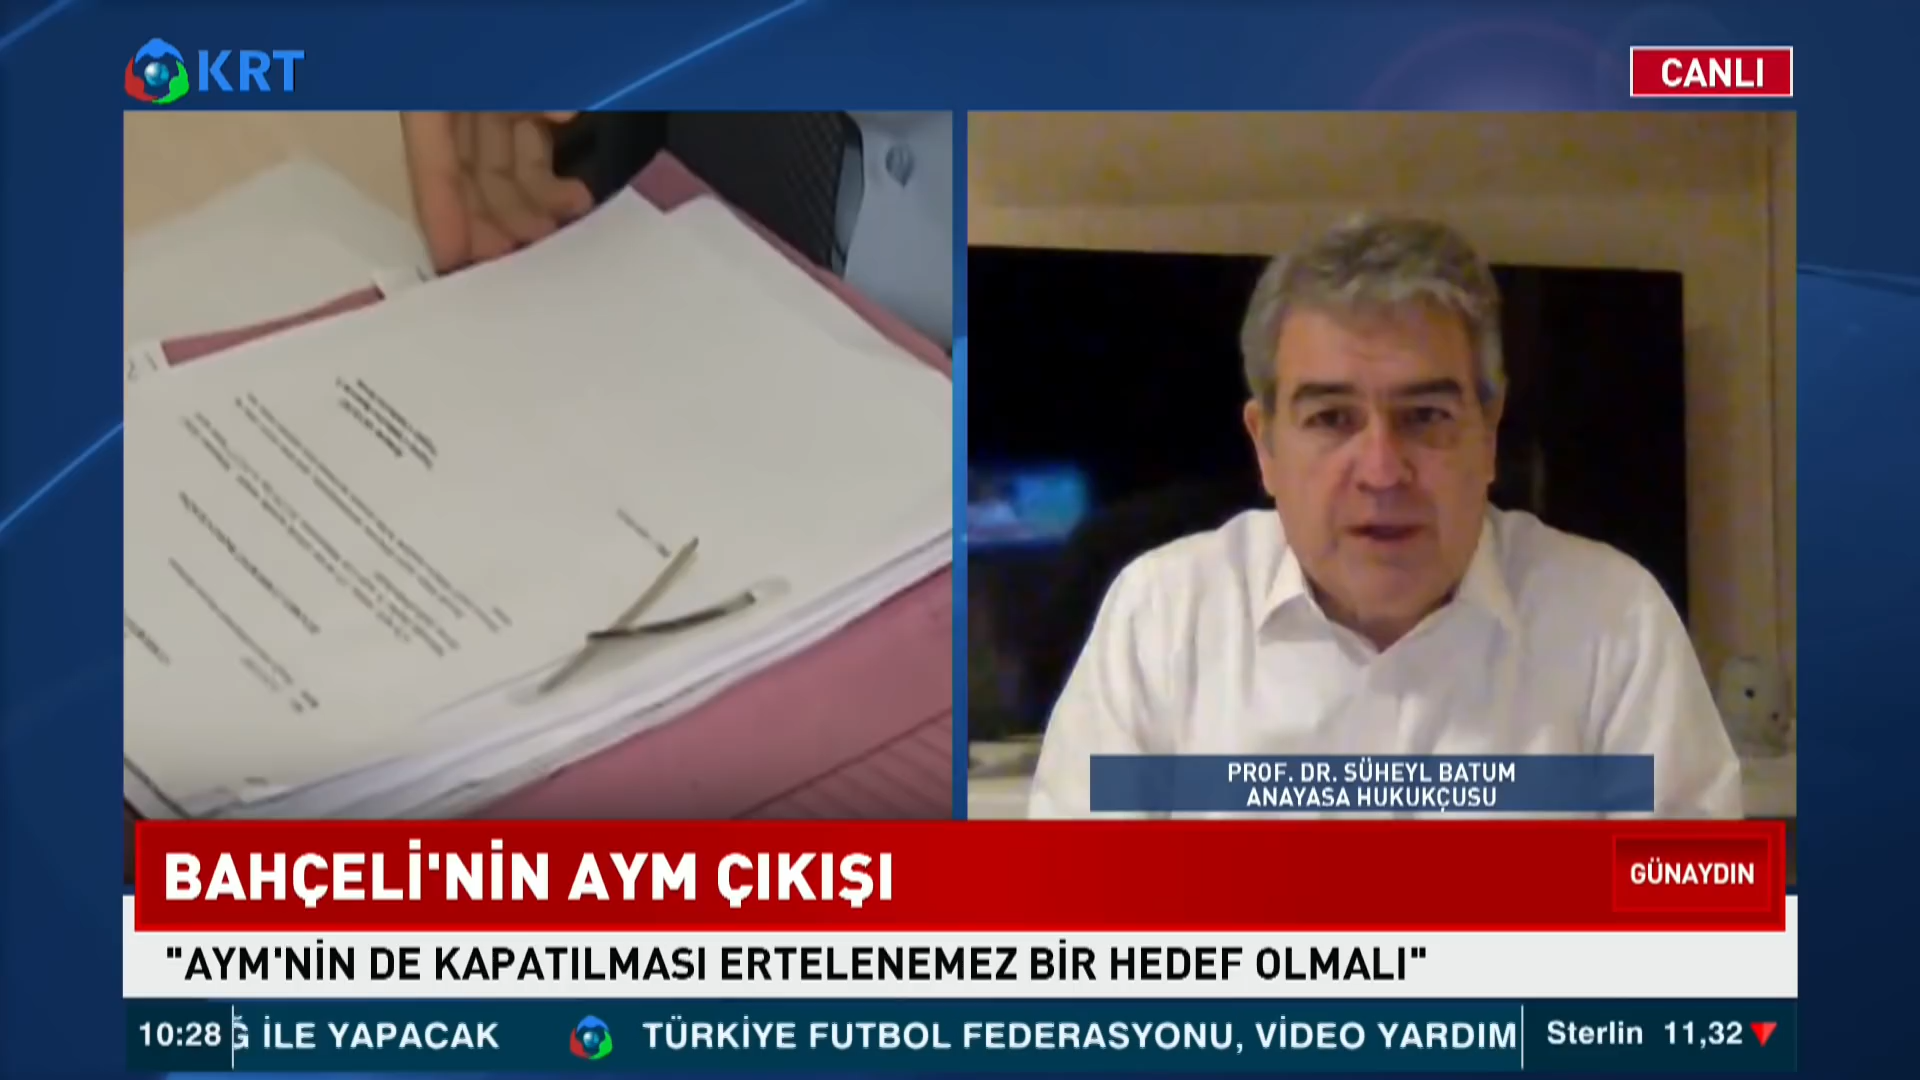 KRT
CANLI
PROF. DR. SÜHEYL BATUM
ANAYASA HUKUKÇUSU
BAHÇELİ'NİN AYM ÇIKIŞI
GÜNAYDIN
"AYM'NİN DE KAPATILMASI ERTELENEMEZ BİR HEDEF OLMALI"
10:28 Ğ İLE YAPACAK TÜRKİYE FUTBOL FEDERASYONU, VİDEO YARDIM Sterlin 11,32